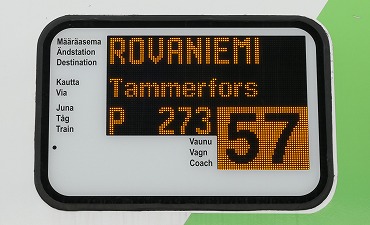 Määräasema
Ändstation
Destination
ROVANIEMI
Kautta
Via
Tammerfors
Juna
Tåg
Train
P 273
Vaunu
Vagn
Coach
57